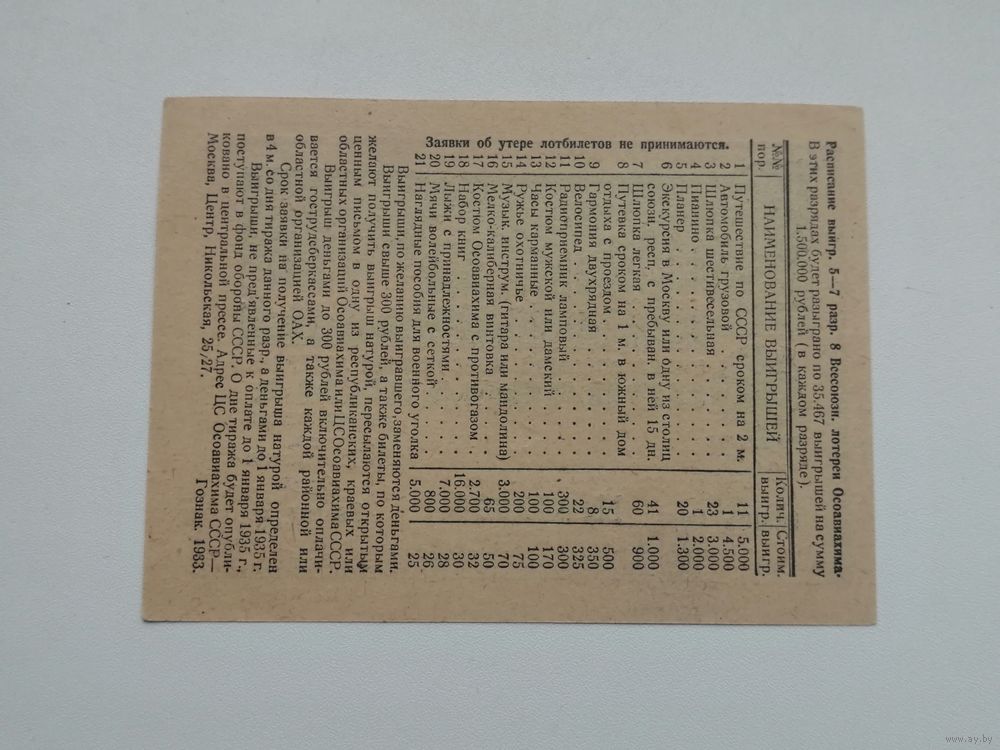 Расписание выигр. 5—7 разр. 8 Всесоюзн. лотереи Осоавиахима.
В этих разрядах будет разыграно по 35.467 выигрышей на сумму
1.500.000 рублей (в каждом разряде).
№№ пор. НАИМЕНОВАНИЕ ВЫИГРЫШЕЙ Колич. выигр. Стоим. выигр.
1 Путешествие по СССР сроком на 2 м. 11 5.000
2 Автомобиль грузовой . . . . . . . 1 4.500
3 Шлюпка шестивесельная . . . . . . 23 3.000
4 Пианино . . . . . . . . . . 1 2.000
5 Планер . . . . . . . . . . 20 1.300
6 Экскурсия в Москву или одну из столиц
союзн. респ, с пребыван. в ней 15 дн. 41 1.000
7 Шлюпка легкая . . . . . . . . 60 900
8 Путевка сроком на 1 м. в южный дом
отдыха с проездом . . . . . . . 15 500
9 Гармония двухрядная . . . . . . 8 350
10 Велосипед . . . . . . . . . 22 325
11 Радиоприемник ламповый . . . . . 300 300
12 Костюм мужской или дамский . . . . 100 170
13 Часы карманные . . . . . . . . 100 100
14 Ружье охотничье . . . . . . . . 200 75
15 Музык. инструм. (гитара или мандолина) 3.000 70
16 Мелко-калиберная винтовка . . . . 65 50
17 Костюм Осоавиахима с противогазом . 2.700 32
18 Набор книг . . . . . . . . . 16.000 30
19 Лыжи с принадлежностями . . . . . 7.000 28
20 Мячи волейбольные с сеткой . . . . 800 26
21 Наглядные пособия для военного уголка 5.000 25
Выигрыши, по желанию выигравшего, заменяются деньгами.
Выигрыши свыше 300 рублей, а также билеты, по которым
желают получить выигрыш натурой, пересылаются открытым
ценным письмом в одну из республиканских, краевых или
областных организаций Осоавиахима или ЦС Осоавиахима СССР.
Выигрыш деньгами до 300 рублей включительно оплачи-
вается гострудсберкассами, а также каждой районной или
областной организацией ОАХ.
Срок заявки на получение выигрыша натурой определен
в 4 м. со дня тиража данного разр., а деньгами до 1 января 1935 г.
Выигрыши, не пред'явленные к оплате до 1 января 1935 г.,
поступают в фонд обороны СССР. О дне тиража будет опубли-
ковано в центральной прессе. Адрес ЦС Осоавиахима СССР—
Москва, Центр, Никольская, 25/27.
Гознак. 1933.
Заявки об утере лотбилетов не принимаются.
www.ay.by